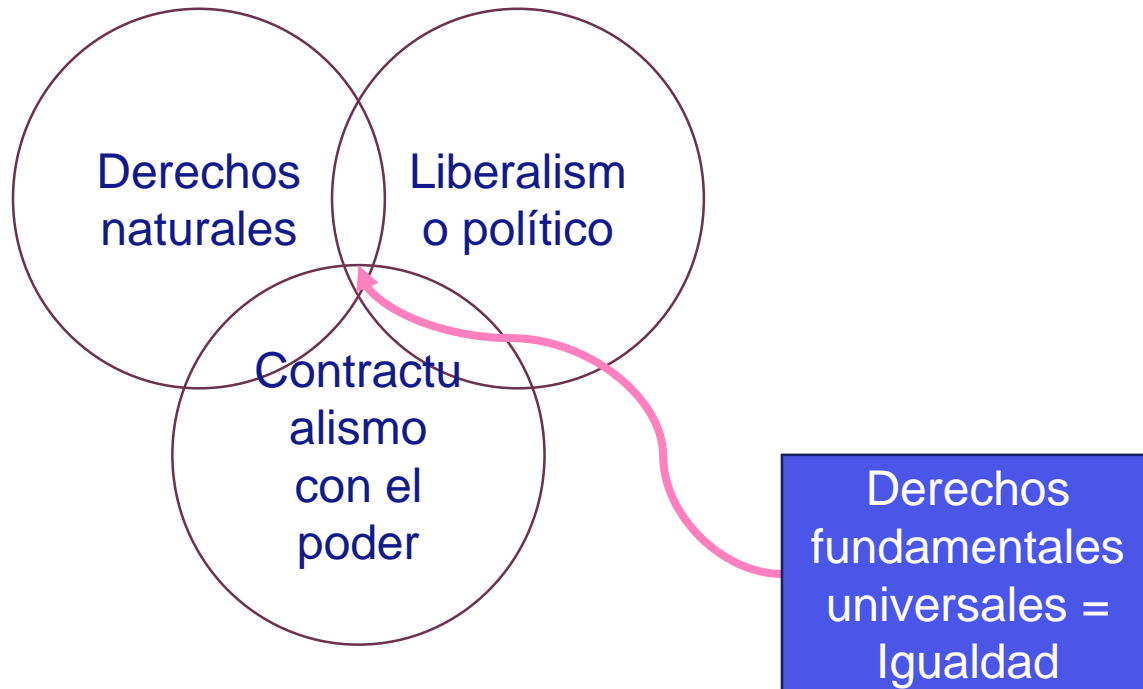 Derechos
naturales
Liberalism
o político
Contractu
alismo
con el
poder
Derechos
fundamentales
universales =
Igualdad